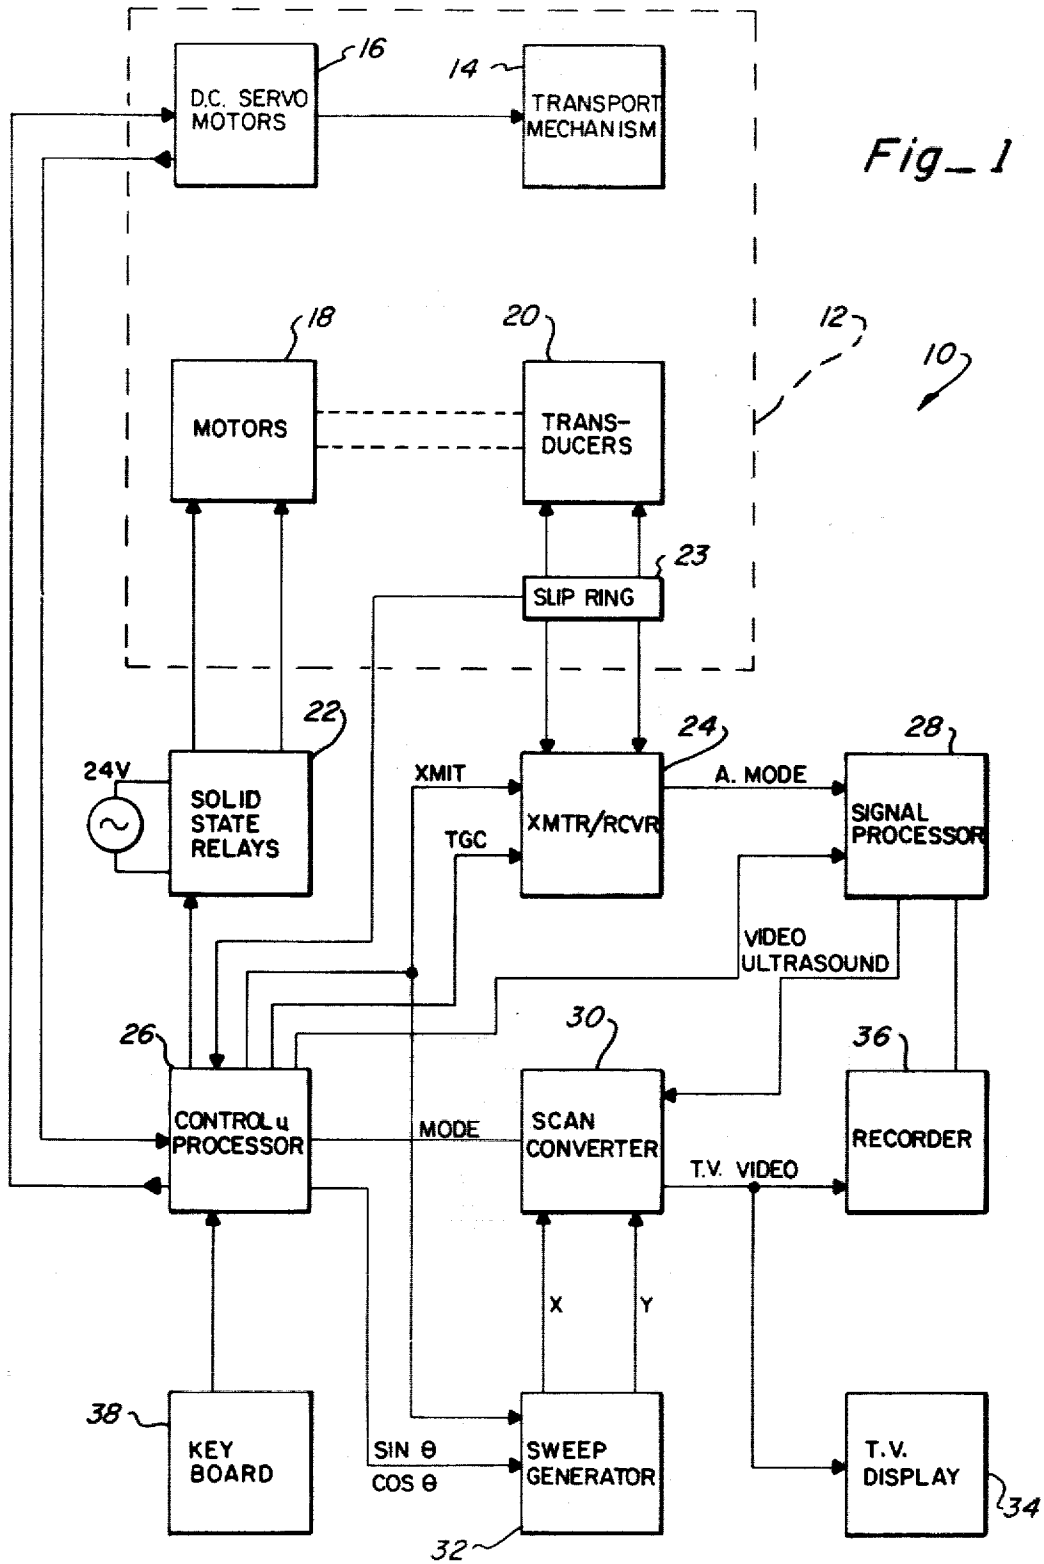 16
14
D.C. SERVO
MOTORS
TRANSPORT
MECHANISM
Fig_1
18
20
12
10
MOTORS
TRANS-
DUCERS
23
SLIP RING
22
24
28
24V
XMIT
A. MODE
SOLID
STATE
RELAYS
XMTR/RCVR
SIGNAL
PROCESSOR
TGC
VIDEO
ULTRASOUND
26
30
36
CONTROL u
PROCESSOR
MODE
SCAN
CONVERTER
RECORDER
T.V. VIDEO
X
Y
38
KEY
BOARD
SIN θ
COS θ
SWEEP
GENERATOR
T.V.
DISPLAY
34
32